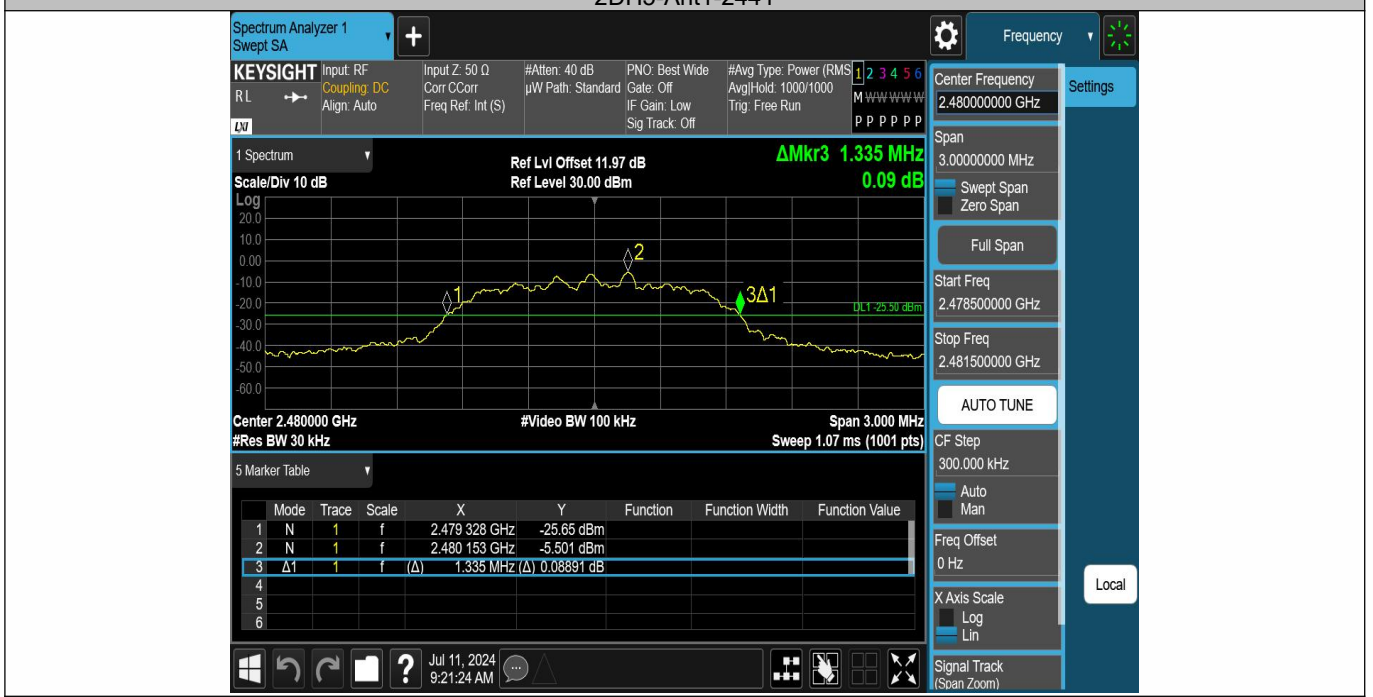 2DH5-Ant1-2441
Spectrum Analyzer 1
Swept SA
+
Frequency
KEYSIGHT
RL
LXI
Input: RF
Coupling: DC
Align: Auto
Input Z: 50 Ω
Corr CCorr
Freq Ref: Int (S)
#Atten: 40 dB
µW Path: Standard
PNO: Best Wide
Gate: Off
IF Gain: Low
Sig Track: Off
#Avg Type: Power (RMS
Avg|Hold: 1000/1000
Trig: Free Run
1 2 3 4 5 6
M W W W W W
P P P P P P
1 Spectrum
Scale/Div 10 dB
Ref Lvl Offset 11.97 dB
Ref Level 30.00 dBm
ΔMkr3 1.335 MHz
0.09 dB
Log
20.0
10.0
0.00
-10.0
-20.0
-30.0
-40.0
-50.0
-60.0
1
2
3Δ1
DL1 -25.50 dBm
Center 2.480000 GHz
#Video BW 100 kHz
Span 3.000 MHz
#Res BW 30 kHz
Sweep 1.07 ms (1001 pts)
5 Marker Table
Mode Trace Scale X Y Function Function Width Function Value
1 N 1 f 2.479 328 GHz -25.65 dBm
2 N 1 f 2.480 153 GHz -5.501 dBm
3 Δ1 1 f (Δ) 1.335 MHz (Δ) 0.08891 dB
4
5
6
?
Jul 11, 2024
9:21:24 AM
Center Frequency
2.480000000 GHz
Settings
Span
3.00000000 MHz
Swept Span
Zero Span
Full Span
Start Freq
2.478500000 GHz
Stop Freq
2.481500000 GHz
AUTO TUNE
CF Step
300.000 kHz
Auto
Man
Freq Offset
0 Hz
X Axis Scale
Log
Lin
Signal Track
(Span Zoom)
Local